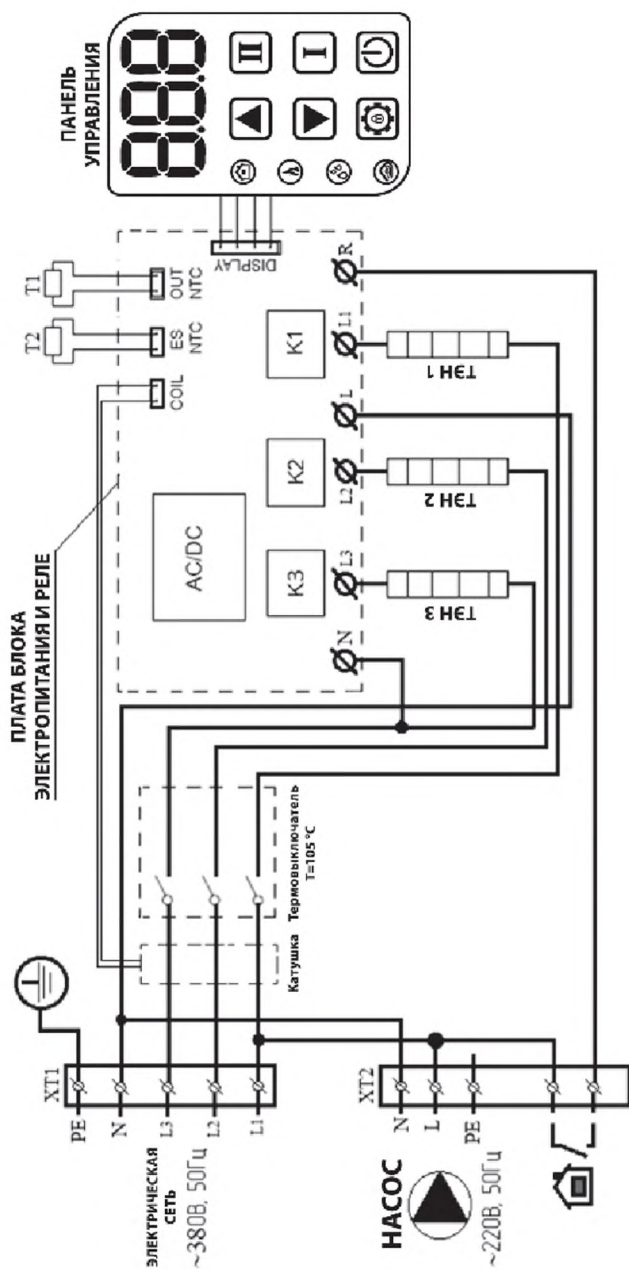 ПЛАТА БЛОКА
ЭЛЕКТРОПИТАНИЯ И РЕЛЕ
ПАНЕЛЬ
УПРАВЛЕНИЯ
888
II
I
T2
T1
COIL
ES
NTC
OUT
NTC
DISPLAY
AC/DC
K3
K2
K1
N
L3
L2
L
L1
R
ТЭН 3
ТЭН 2
ТЭН 1
Катушка
Термовыключатель
T=105 °C
XT1
PE
N
L3
L2
L1
ЭЛЕКТРИЧЕСКАЯ
СЕТЬ
~380В, 50Гц
XT2
N
L
PE
НАСОС
~220В, 50Гц